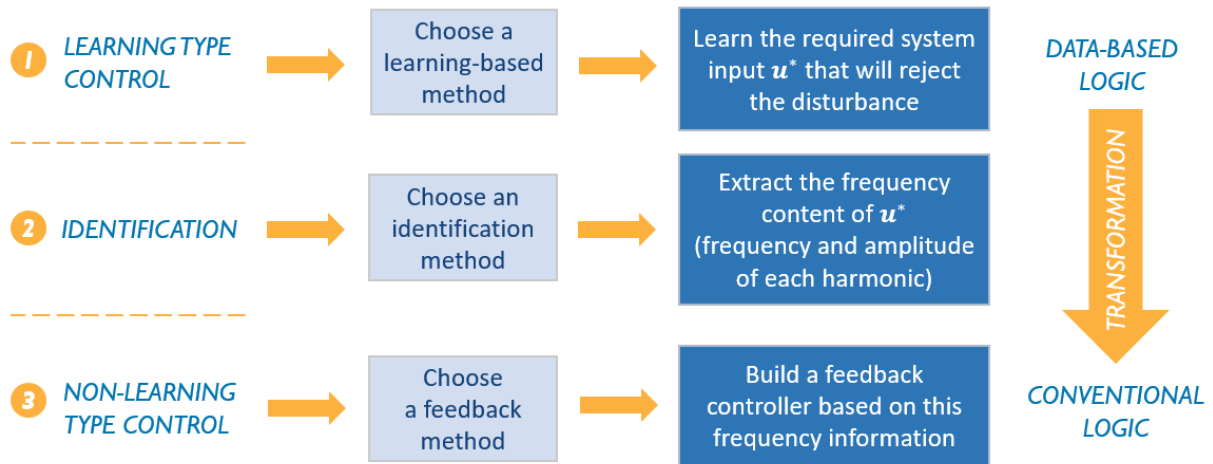 1
LEARNING TYPE
CONTROL
Choose a
learning-based
method
Learn the required system
input u* that will reject
the disturbance
DATA-BASED
LOGIC
2
IDENTIFICATION
Choose an
identification
method
Extract the frequency
content of u*
(frequency and amplitude
of each harmonic)
TRANSFORMATION
3
NON-LEARNING
TYPE CONTROL
Choose
a feedback
method
Build a feedback
controller based on this
frequency information
CONVENTIONAL
LOGIC